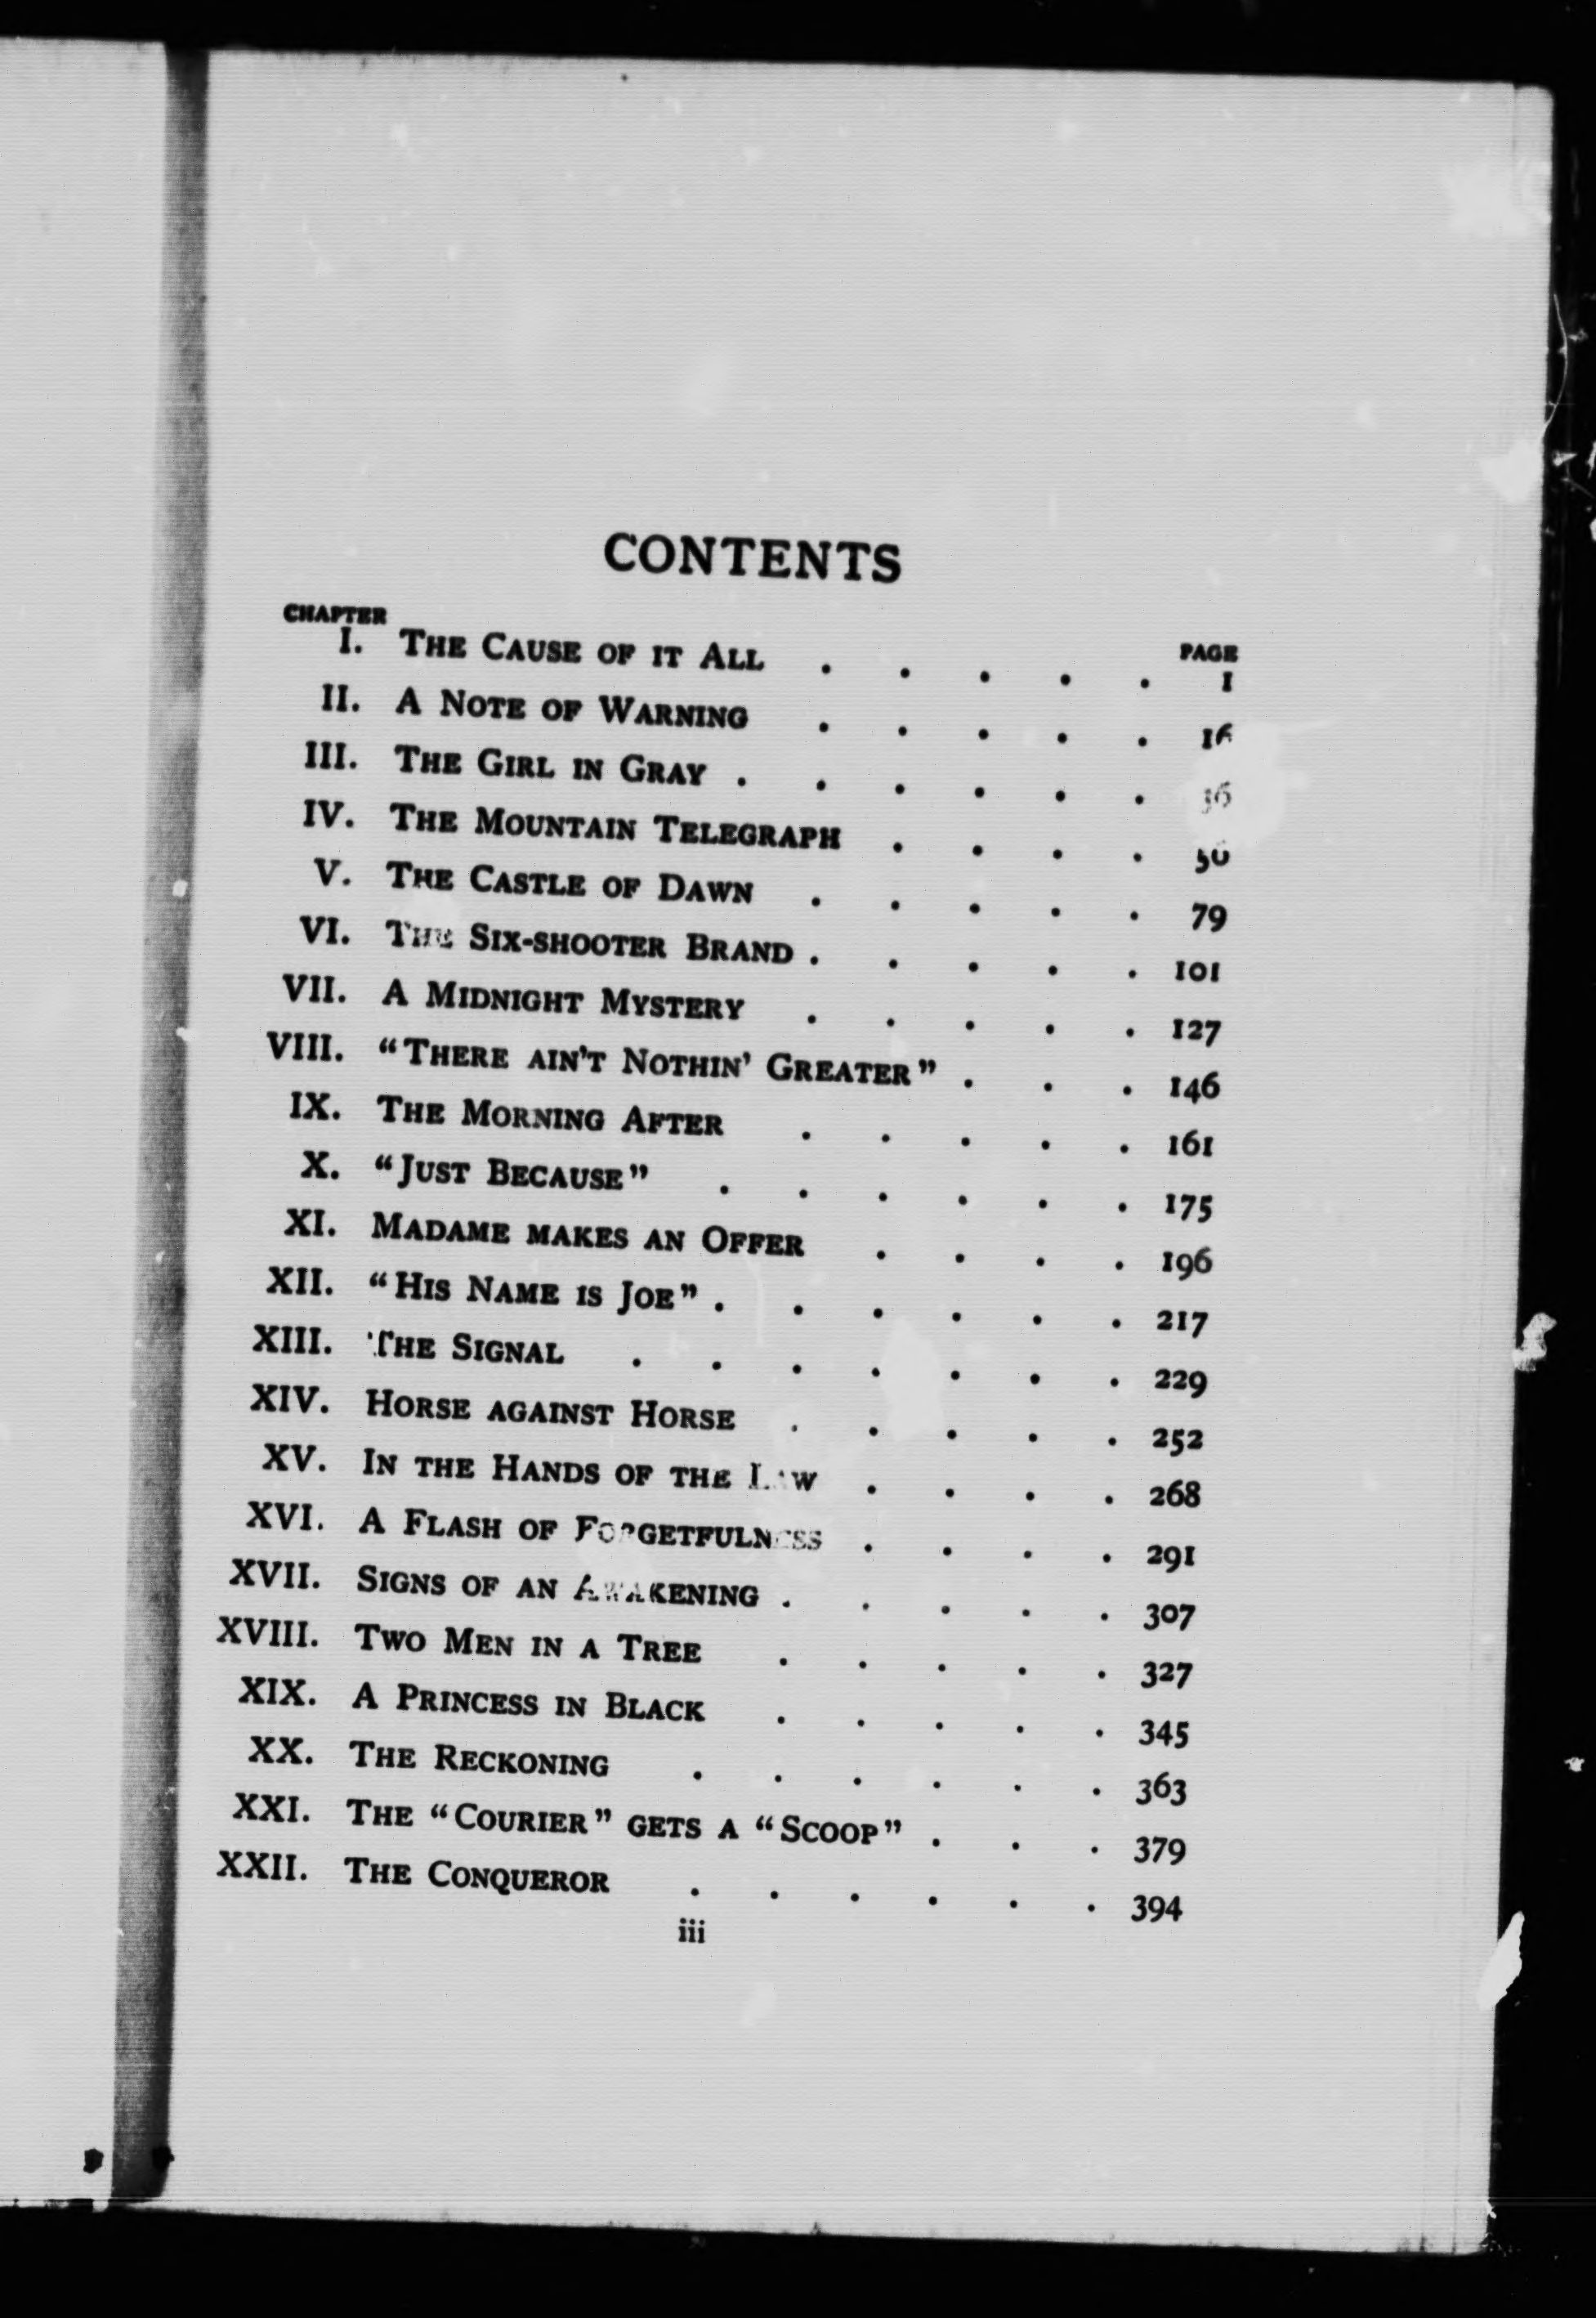 CONTENTS
CHAPTER PAGE
I. THE CAUSE OF IT ALL . . . . . 1
II. A NOTE OF WARNING . . . . . 16
III. THE GIRL IN GRAY . . . . . . 36
IV. THE MOUNTAIN TELEGRAPH . . . .
V. THE CASTLE OF DAWN . . . . . 79
VI. THE SIX-SHOOTER BRAND . . . . . 101
VII. A MIDNIGHT MYSTERY . . . . . 127
VIII. “THERE AIN'T NOTHIN' GREATER” . . . 146
IX. THE MORNING AFTER . . . . . 161
X. “JUST BECAUSE” . . . . . . 175
XI. MADAME MAKES AN OFFER . . . . 196
XII. “HIS NAME IS JOE” . . . . . . 217
XIII. THE SIGNAL . . . . . . . 229
XIV. HORSE AGAINST HORSE . . . . . 252
XV. IN THE HANDS OF THE LAW . . . . 268
XVI. A FLASH OF FORGETFULNESS . . . . 291
XVII. SIGNS OF AN AWAKENING . . . . . 307
XVIII. TWO MEN IN A TREE . . . . . 327
XIX. A PRINCESS IN BLACK . . . . . 345
XX. THE RECKONING . . . . . . 363
XXI. THE “COURIER” GETS A “SCOOP” . . . 379
XXII. THE CONQUEROR . . . . . . 394
iii